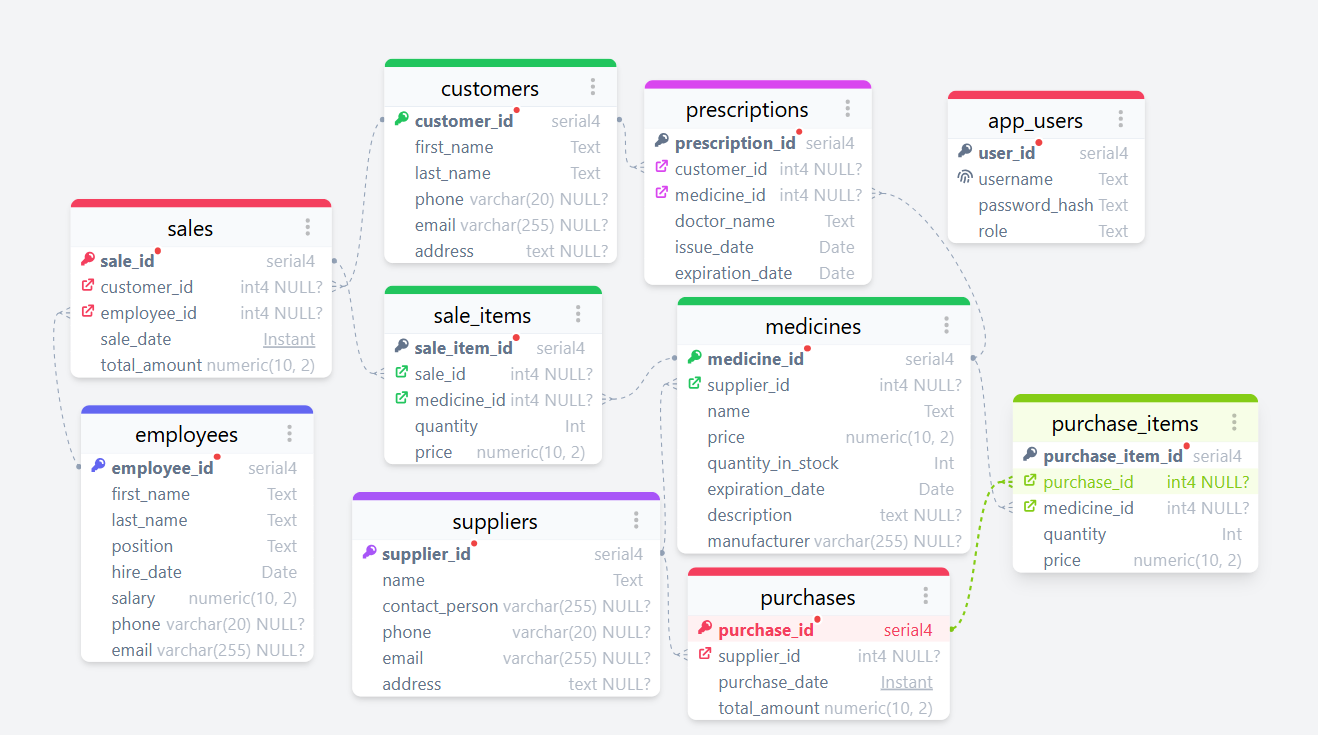 customers
customer_id serial4
first_name Text
last_name Text
phone varchar(20) NULL?
email varchar(255) NULL?
address text NULL?
prescriptions
prescription_id serial4
customer_id int4 NULL?
medicine_id int4 NULL?
doctor_name Text
issue_date Date
expiration_date Date
app_users
user_id serial4
username Text
password_hash Text
role Text
sales
sale_id serial4
customer_id int4 NULL?
employee_id int4 NULL?
sale_date Instant
total_amount numeric(10, 2)
sale_items
sale_item_id serial4
sale_id int4 NULL?
medicine_id int4 NULL?
quantity Int
price numeric(10, 2)
medicines
medicine_id serial4
supplier_id int4 NULL?
name Text
price numeric(10, 2)
quantity_in_stock Int
expiration_date Date
description text NULL?
manufacturer varchar(255) NULL?
purchase_items
purchase_item_id serial4
purchase_id int4 NULL?
medicine_id int4 NULL?
quantity Int
price numeric(10, 2)
employees
employee_id serial4
first_name Text
last_name Text
position Text
hire_date Date
salary numeric(10, 2)
phone varchar(20) NULL?
email varchar(255) NULL?
suppliers
supplier_id serial4
name Text
contact_person varchar(255) NULL?
phone varchar(20) NULL?
email varchar(255) NULL?
address text NULL?
purchases
purchase_id serial4
supplier_id int4 NULL?
purchase_date Instant
total_amount numeric(10, 2)